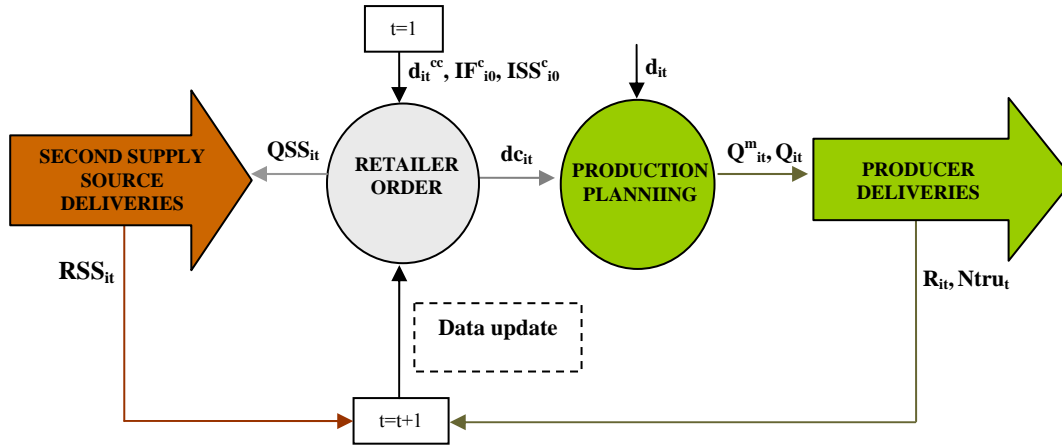 t=1
d_it^cc, IF^c_i0, ISS^c_i0
d_it
SECOND SUPPLY
SOURCE
DELIVERIES
QSS_it
RETAILER
ORDER
dc_it
PRODUCTION
PLANNIING
Q^m_it, Q_it
PRODUCER
DELIVERIES
RSS_it
R_it, Ntru_t
Data update
t=t+1